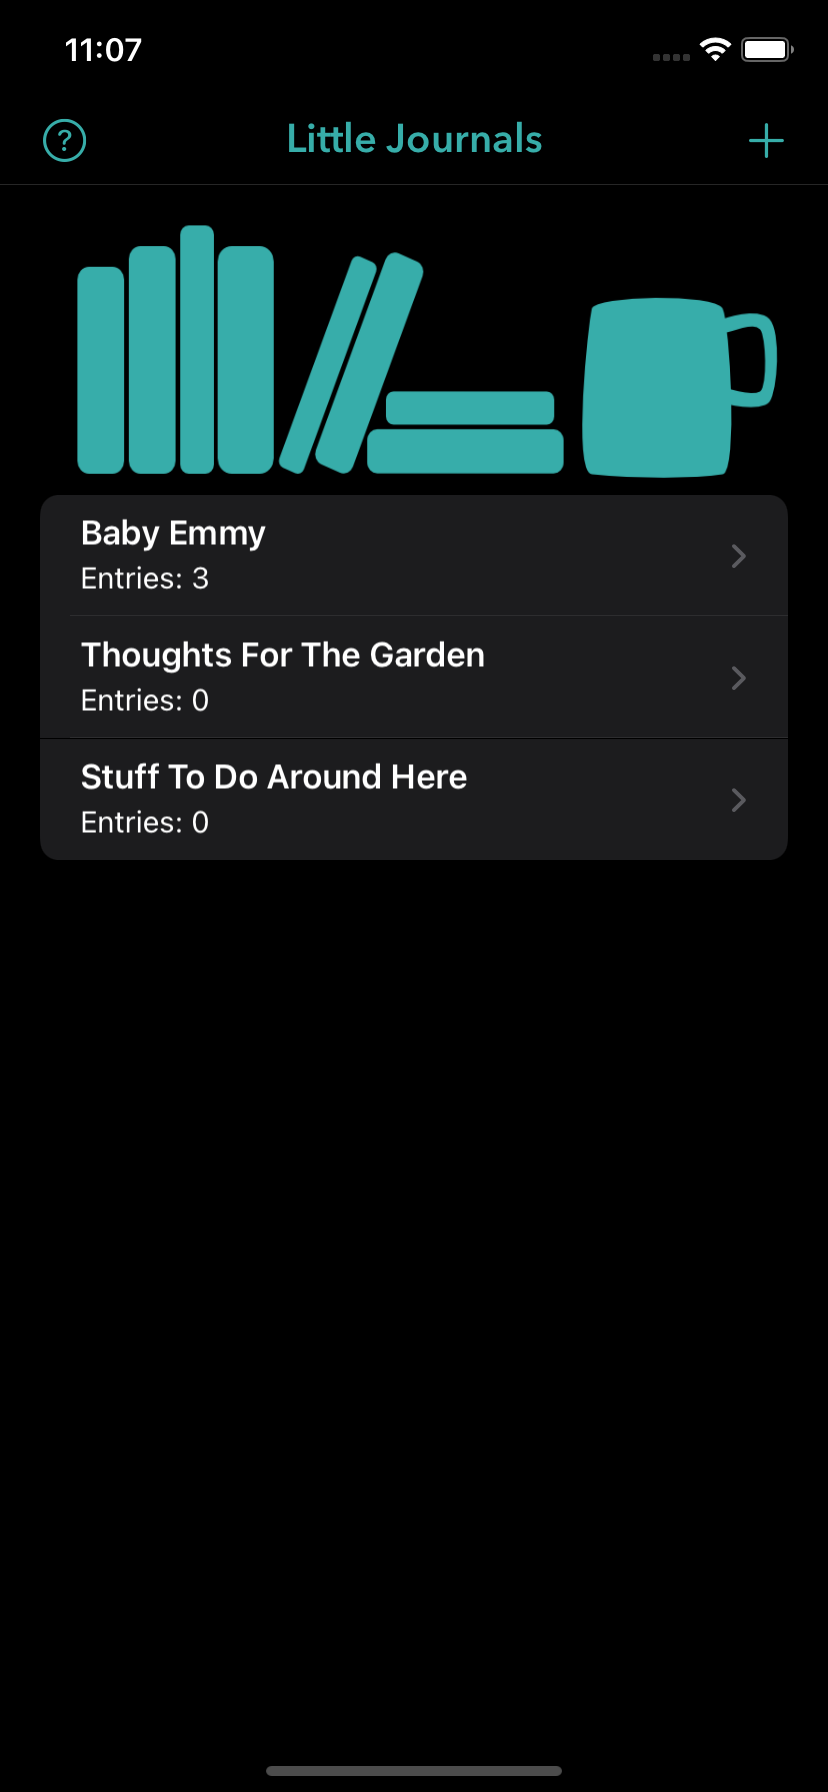 11:07
?
Little Journals
Baby Emmy
Entries: 3
Thoughts For The Garden
Entries: 0
Stuff To Do Around Here
Entries: 0